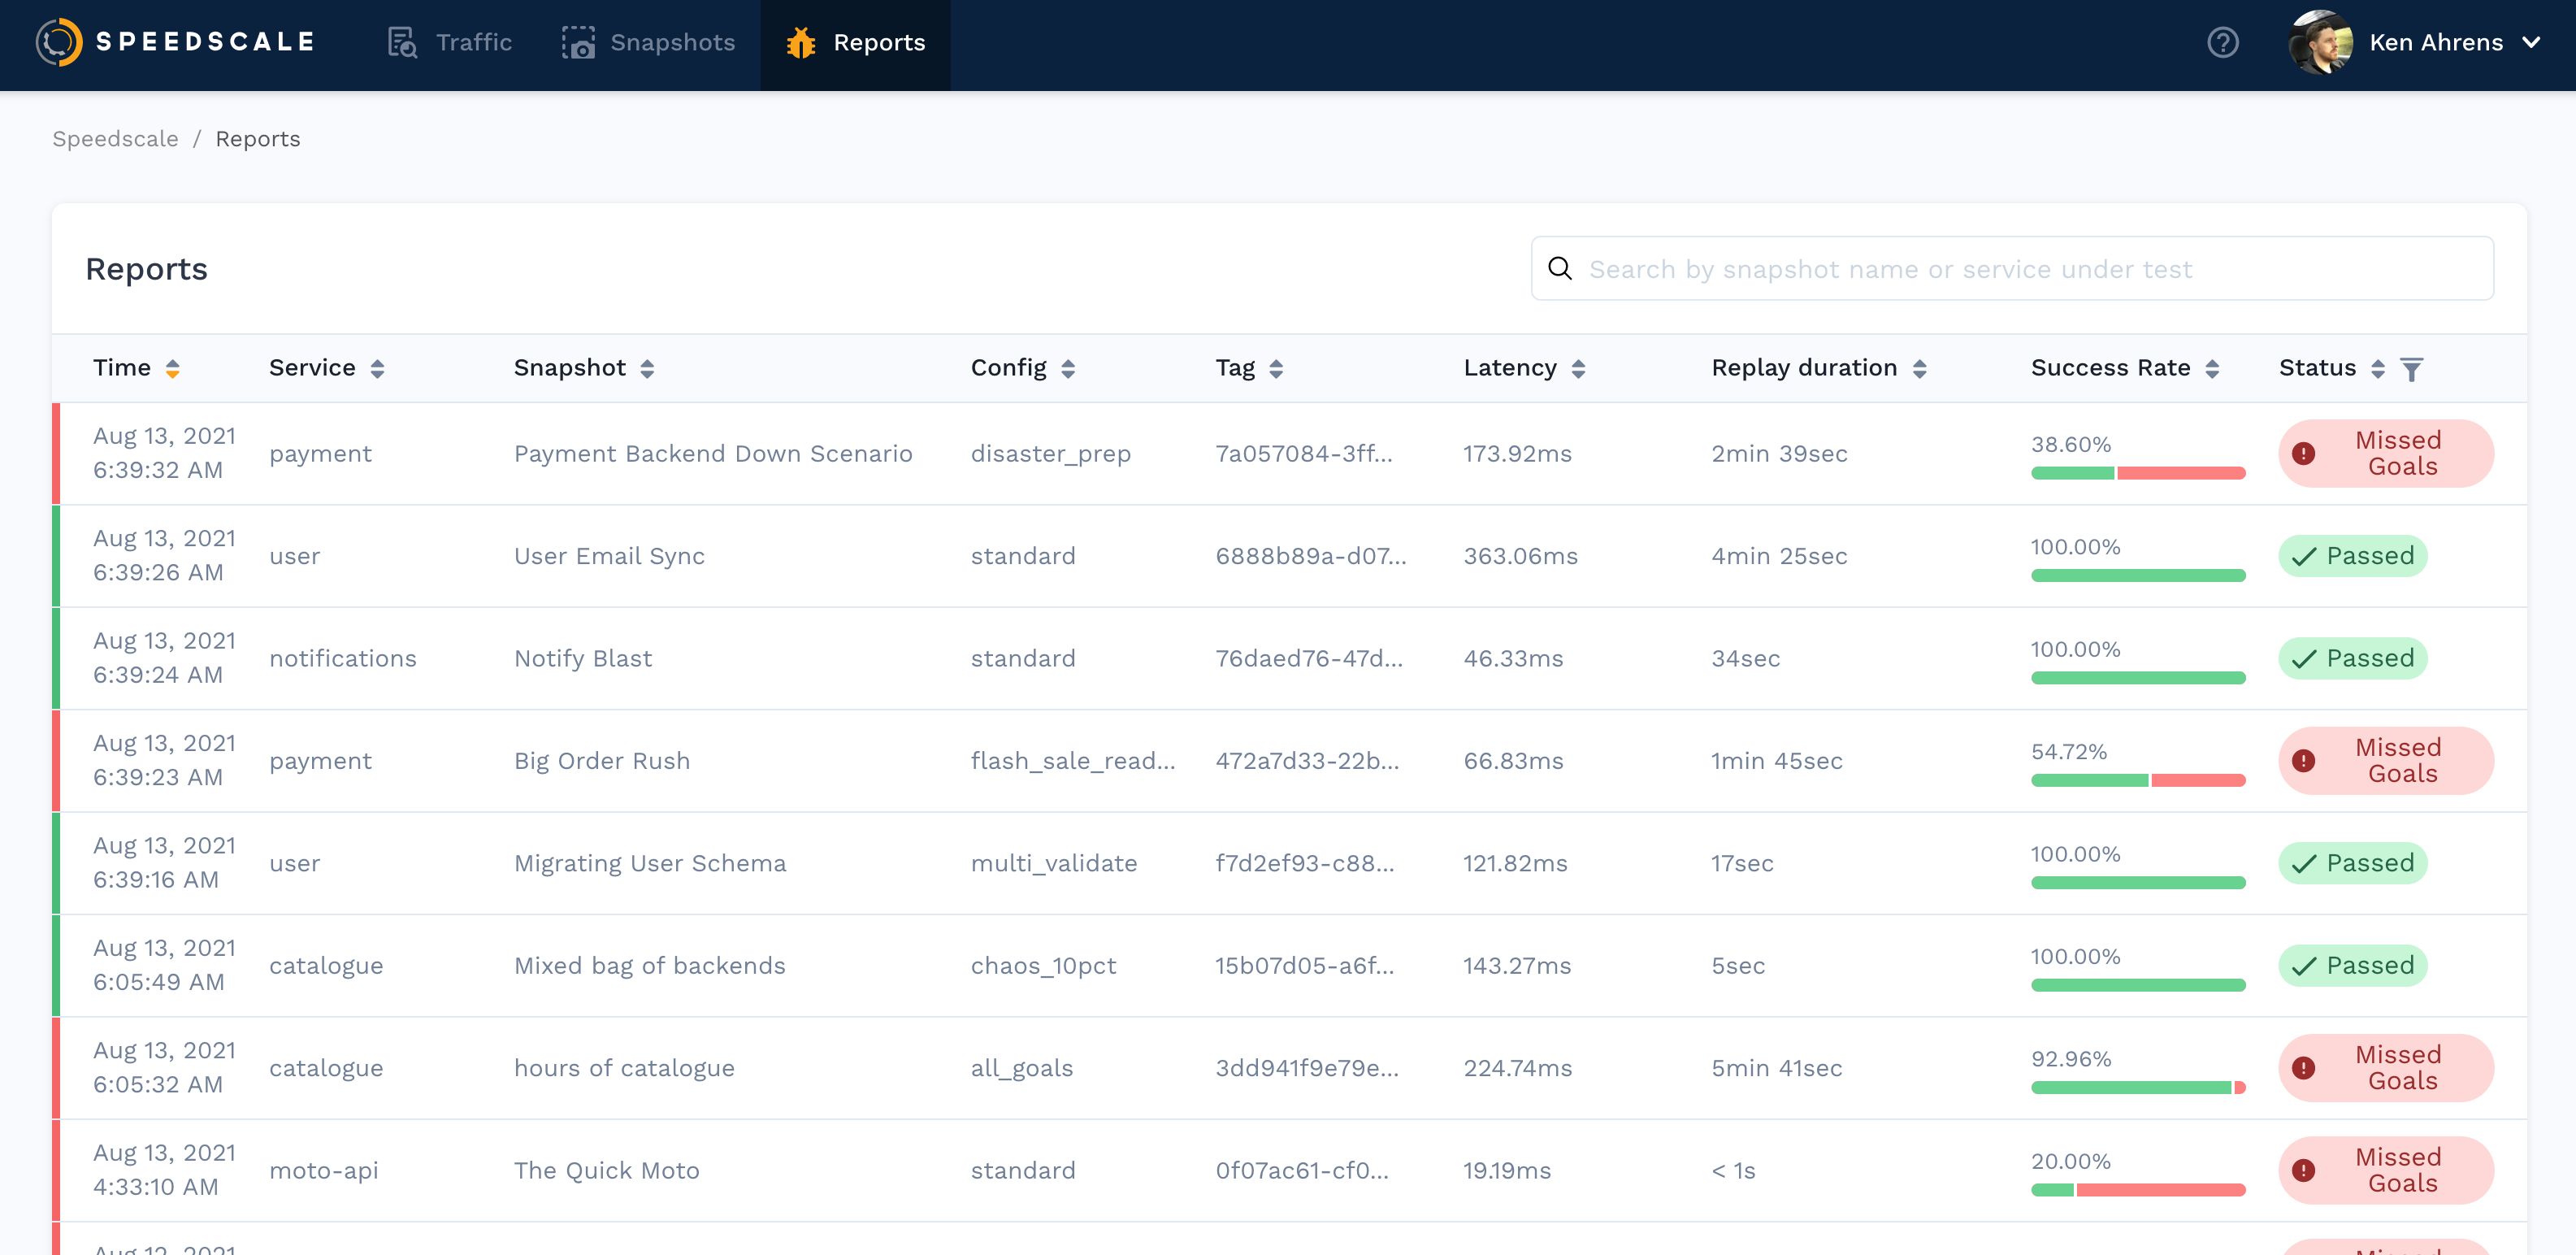 SPEEDSCALE Traffic Snapshots Reports Ken Ahrens
Speedscale / Reports
Reports Search by snapshot name or service under test
Time Service Snapshot Config Tag Latency Replay duration Success Rate Status
Aug 13, 2021 6:39:32 AM payment Payment Backend Down Scenario disaster_prep 7a057084-3ff... 173.92ms 2min 39sec 38.60% Missed Goals
Aug 13, 2021 6:39:26 AM user User Email Sync standard 6888b89a-d07... 363.06ms 4min 25sec 100.00% Passed
Aug 13, 2021 6:39:24 AM notifications Notify Blast standard 76daed76-47d... 46.33ms 34sec 100.00% Passed
Aug 13, 2021 6:39:23 AM payment Big Order Rush flash_sale_read... 472a7d33-22b... 66.83ms 1min 45sec 54.72% Missed Goals
Aug 13, 2021 6:39:16 AM user Migrating User Schema multi_validate f7d2ef93-c88... 121.82ms 17sec 100.00% Passed
Aug 13, 2021 6:05:49 AM catalogue Mixed bag of backends chaos_10pct 15b07d05-a6f... 143.27ms 5sec 100.00% Passed
Aug 13, 2021 6:05:32 AM catalogue hours of catalogue all_goals 3dd941f9e79e... 224.74ms 5min 41sec 92.96% Missed Goals
Aug 13, 2021 4:33:10 AM moto-api The Quick Moto standard 0f07ac61-cf0... 19.19ms < 1s 20.00% Missed Goals